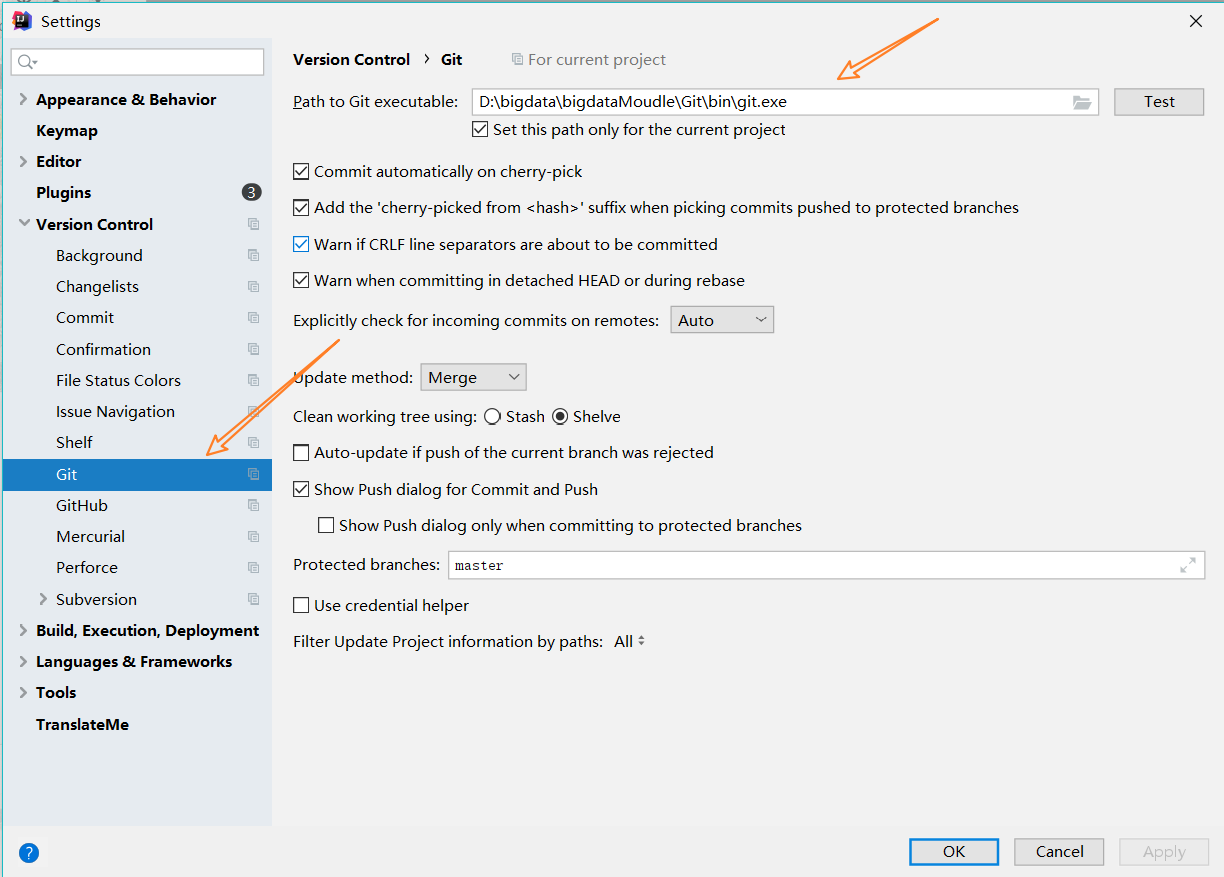 Settings
Version Control › Git For current project
Appearance & Behavior
Keymap
Editor
Plugins 3
Version Control
Background
Changelists
Commit
Confirmation
File Status Colors
Issue Navigation
Shelf
Git
GitHub
Mercurial
Perforce
Subversion
Build, Execution, Deployment
Languages & Frameworks
Tools
TranslateMe
Path to Git executable: D:\bigdata\bigdataMoudle\Git\bin\git.exe Test
Set this path only for the current project
Commit automatically on cherry-pick
Add the 'cherry-picked from <hash>' suffix when picking commits pushed to protected branches
Warn if CRLF line separators are about to be committed
Warn when committing in detached HEAD or during rebase
Explicitly check for incoming commits on remotes: Auto
Update method: Merge
Clean working tree using: Stash Shelve
Auto-update if push of the current branch was rejected
Show Push dialog for Commit and Push
Show Push dialog only when committing to protected branches
Protected branches: master
Use credential helper
Filter Update Project information by paths: All
? OK Cancel Apply